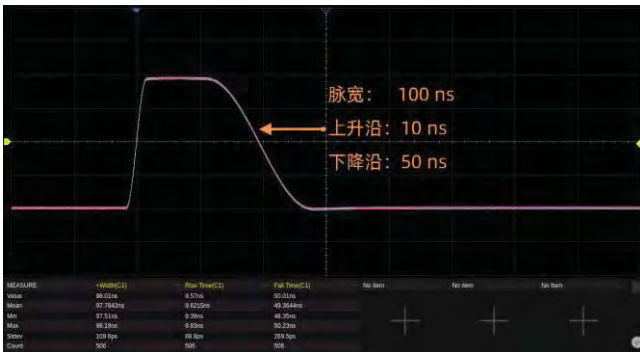 脉宽： 100 ns
上升沿：10 ns
下降沿：50 ns
MEASURE +Width(C1) Rise Time(C1) Fall Time(C1) No Item No Item No Item
Value 98.01ns 9.57ns 50.01ns
Mean 97.7842ns 9.6215ns 49.3644ns
Min 97.51ns 9.39ns 48.35ns
Max 98.18ns 9.83ns 50.23ns
Stdev 109.6ps 68.8ps 269.5ps
Count 506 506 506